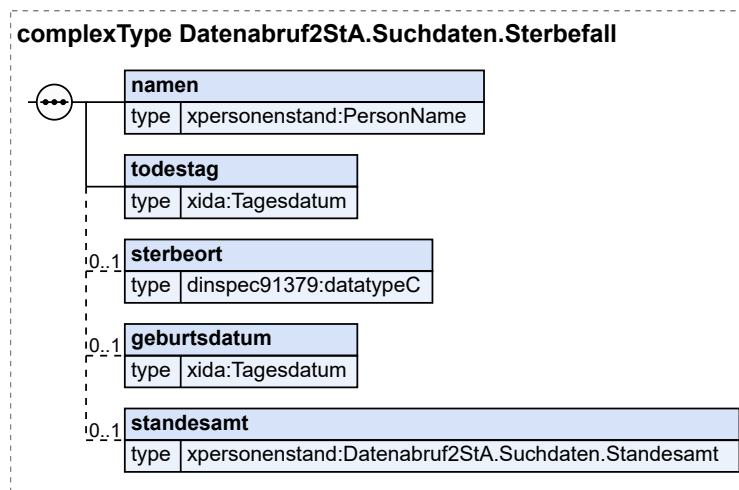 complexType Datenabruf2StA.Suchdaten.Sterbefall
namen
type xpersonenstand:PersonName
todestag
type xida:Tagesdatum
0..1 sterbeort
type dinspec91379:datatypeC
0..1 geburtsdatum
type xida:Tagesdatum
0..1 standesamt
type xpersonenstand:Datenabruf2StA.Suchdaten.Standesamt